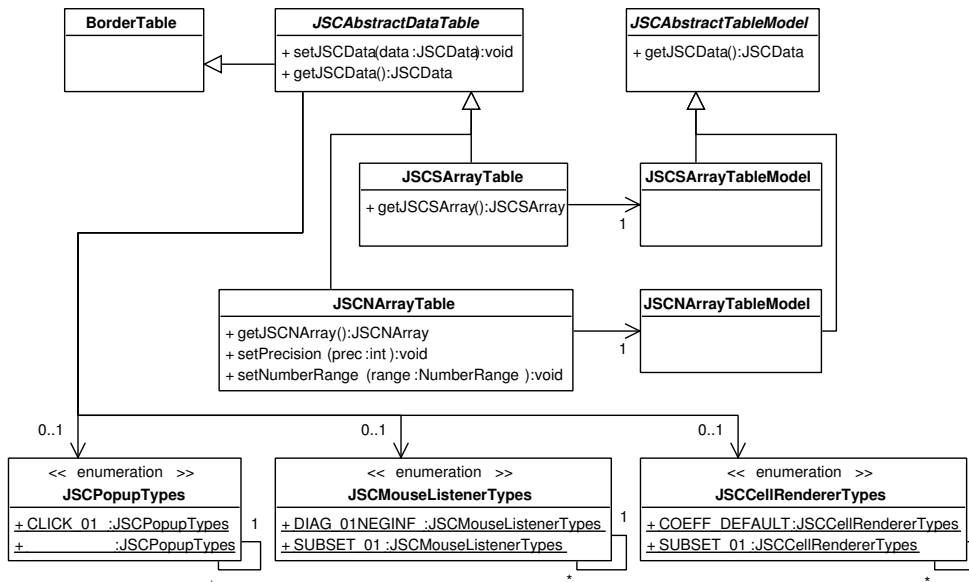 BorderTable
JSCAbstractDataTable
+ setJSCData(data :JSCData):void
+ getJSCData():JSCData
JSCAbstractTableModel
+ getJSCData():JSCData
JSCSArrayTable
+ getJSCSArray():JSCSArray
1
JSCSArrayTableModel
JSCNArrayTable
+ getJSCNArray():JSCNArray
+ setPrecision (prec :int ):void
+ setNumberRange (range :NumberRange ):void
1
JSCNArrayTableModel
0..1
0..1
0..1
<< enumeration >>
JSCPopupTypes
+ CLICK_01 :JSCPopupTypes
+ :JSCPopupTypes
1
*
<< enumeration >>
JSCMouseListenerTypes
+ DIAG_01NEGINF :JSCMouseListenerTypes
+ SUBSET_01 :JSCMouseListenerTypes
1
*
<< enumeration >>
JSCCellRendererTypes
+ COEFF_DEFAULT :JSCCellRendererTypes
+ SUBSET_01 :JSCCellRendererTypes
*